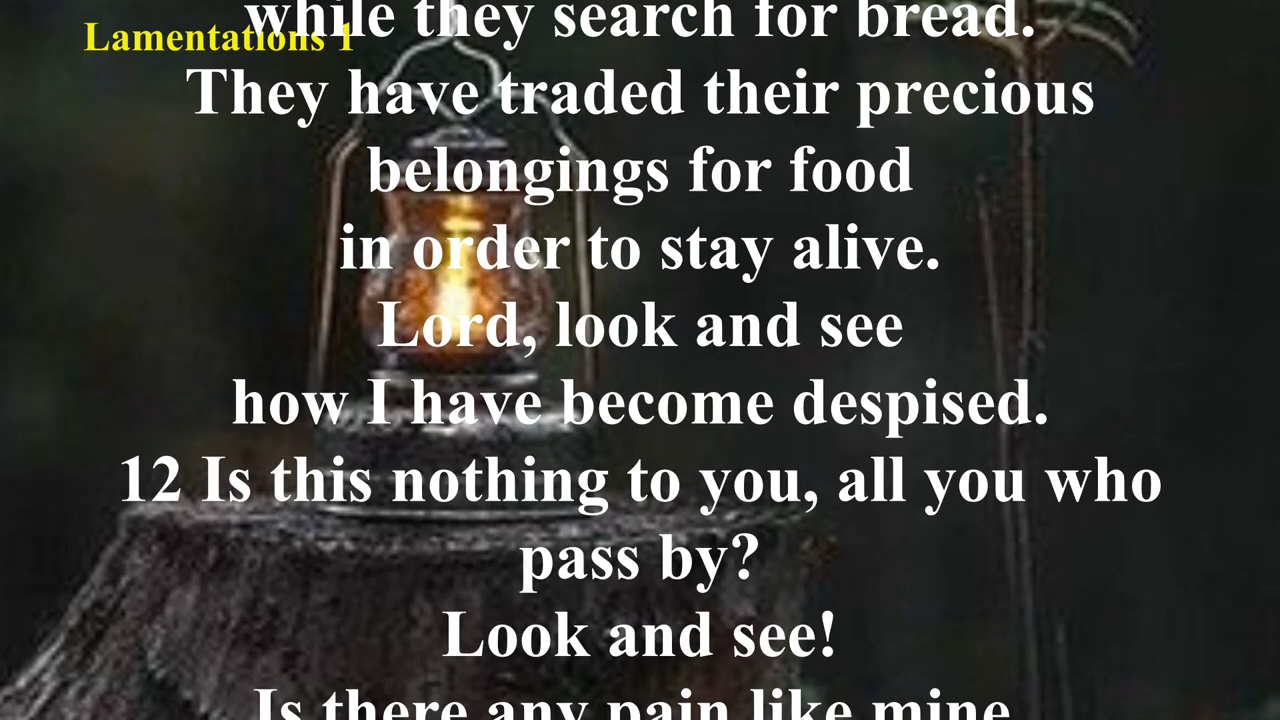 while they search for bread.
Lamentations 1
They have traded their precious
belongings for food
in order to stay alive.
Lord, look and see
how I have become despised.
12 Is this nothing to you, all you who
pass by?
Look and see!
Is there any pain like mine